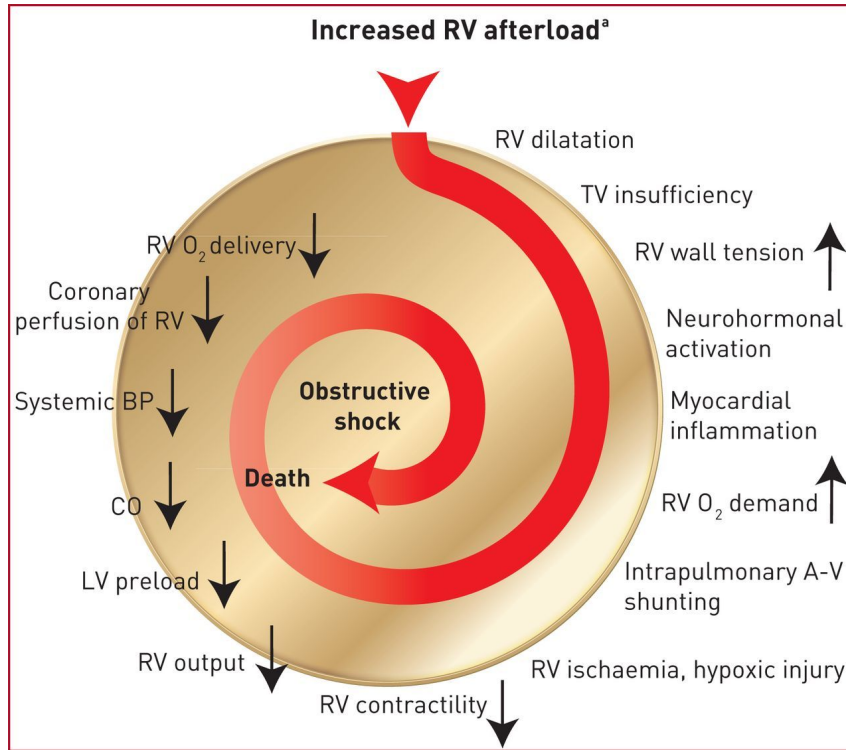 Increased RV afterloadᵃ
RV dilatation
TV insufficiency
RV wall tension
Neurohormonal
activation
Myocardial
inflammation
RV O₂ demand
Intrapulmonary A-V
shunting
RV ischaemia, hypoxic injury
RV contractility
RV output
LV preload
CO
Systemic BP
Coronary
perfusion of RV
RV O₂ delivery
Obstructive
shock
Death